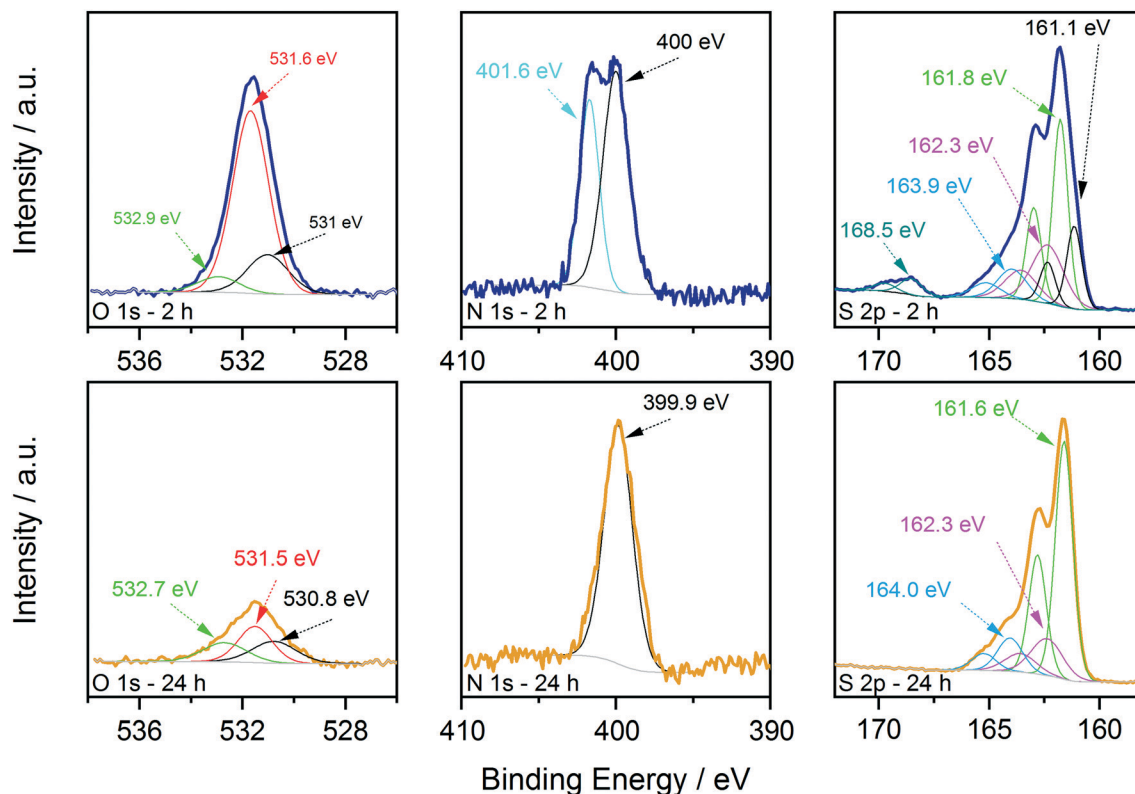 Intensity / a.u.
531.6 eV
532.9 eV
531 eV
O 1s - 2 h
536
532
528
401.6 eV
400 eV
N 1s - 2 h
410
400
390
161.1 eV
161.8 eV
162.3 eV
163.9 eV
168.5 eV
S 2p - 2 h
170
165
160
Intensity / a.u.
531.5 eV
532.7 eV
530.8 eV
O 1s - 24 h
536
532
528
399.9 eV
N 1s - 24 h
410
400
390
161.6 eV
162.3 eV
164.0 eV
S 2p - 24 h
170
165
160
Binding Energy / eV